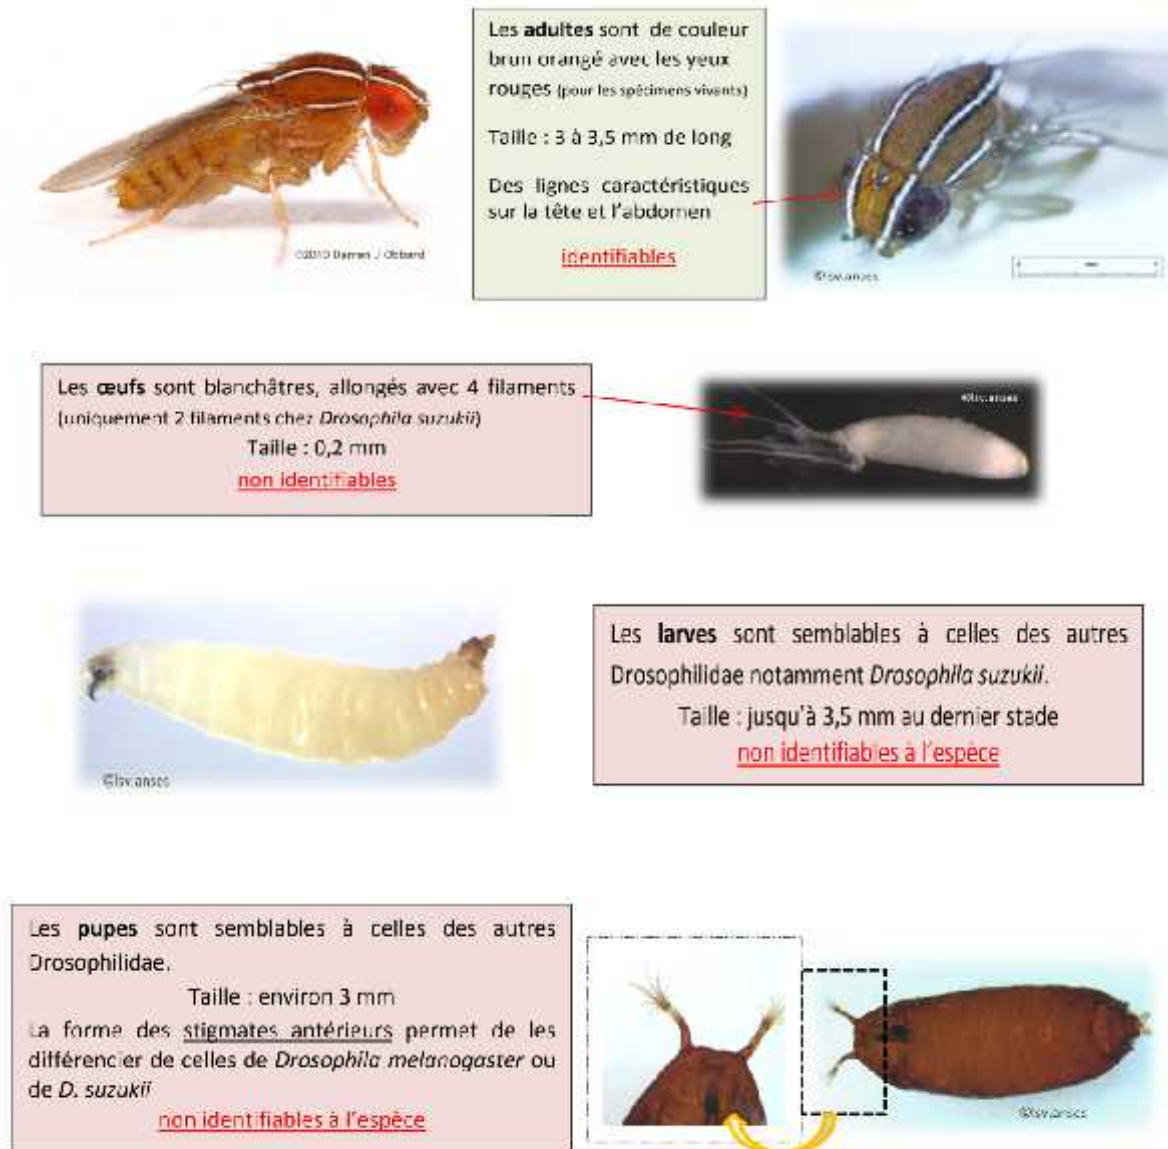 Les adultes sont de couleur
brun orangé avec les yeux
rouges (pour les spécimens vivants)
Taille : 3 à 3,5 mm de long
Des lignes caractéristiques
sur la tête et l'abdomen
identifiables
©2010 Darren J Obbard
©lsv.anses
Les œufs sont blanchâtres, allongés avec 4 filaments
(uniquement 2 filaments chez Drosophila suzukii)
Taille : 0,2 mm
non identifiables
©lsv.anses
Les larves sont semblables à celles des autres
Drosophilidae notamment Drosophila suzukii.
Taille : jusqu'à 3,5 mm au dernier stade
non identifiables à l'espèce
©lsv.anses
Les pupes sont semblables à celles des autres
Drosophilidae.
Taille : environ 3 mm
La forme des stigmates antérieurs permet de les
différencier de celles de Drosophila melanogaster ou
de D. suzukii
non identifiables à l'espèce
©lsv.anses